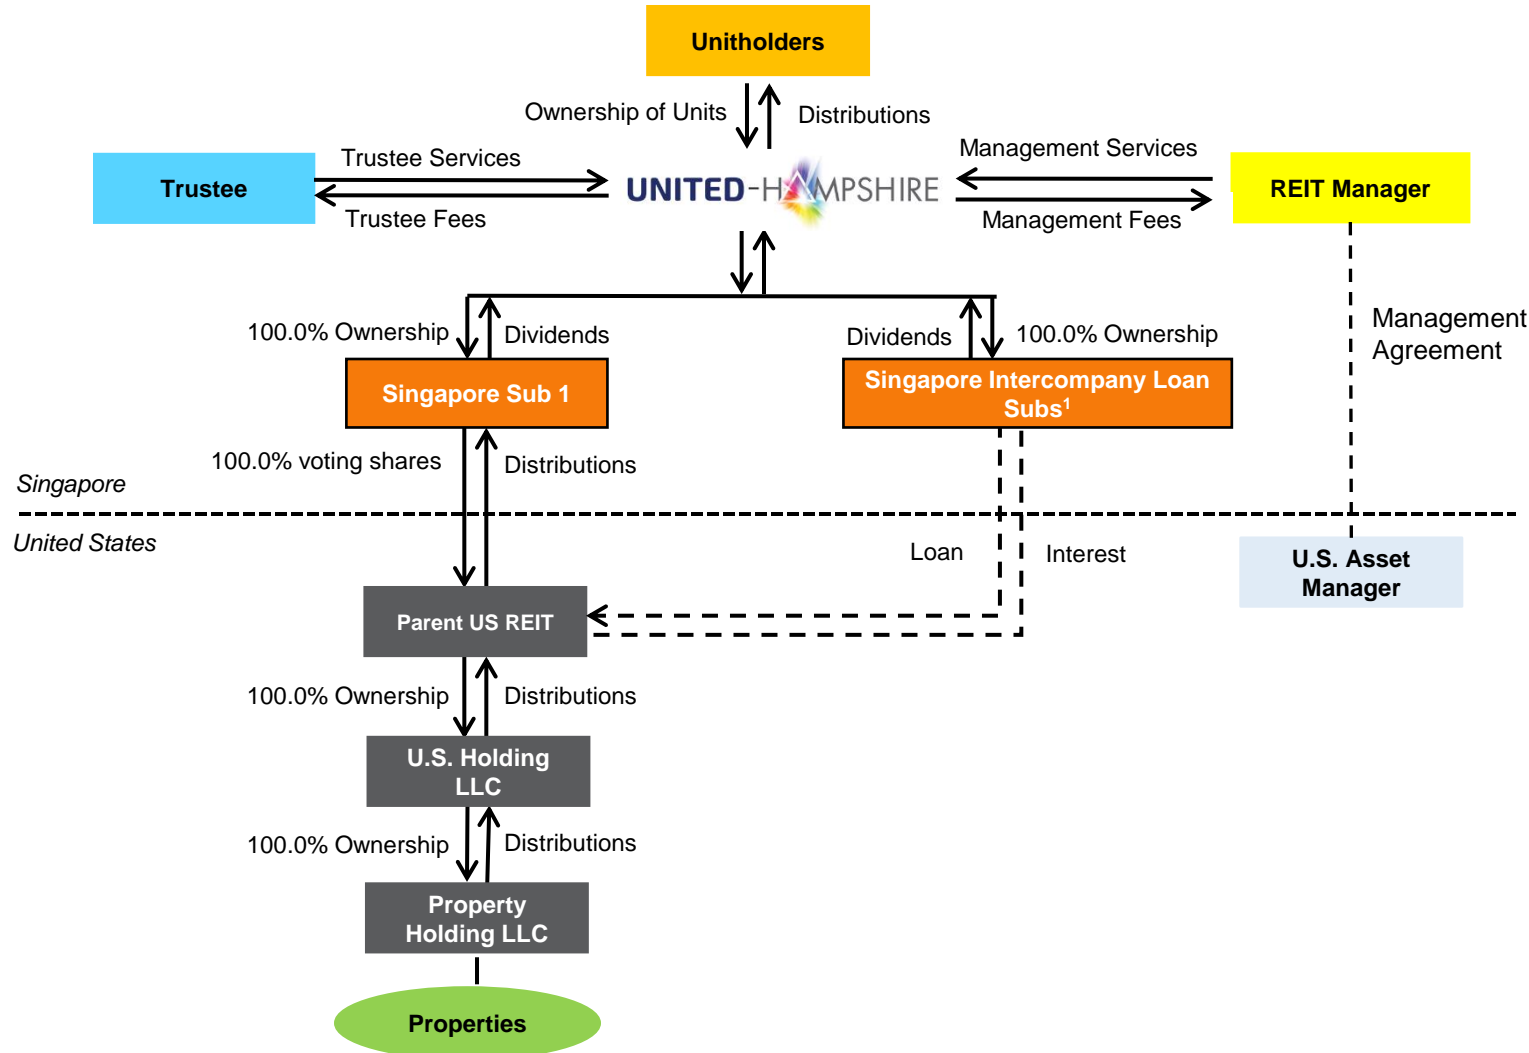 Unitholders
Ownership of Units
Distributions
Trustee
Trustee Services
Trustee Fees
UNITED-HAMPSHIRE
Management Services
Management Fees
REIT Manager
100.0% Ownership
Dividends
Dividends
100.0% Ownership
Management
Agreement
Singapore Sub 1
Singapore Intercompany Loan
Subs¹
100.0% voting shares
Distributions
Singapore
United States
Loan
Interest
U.S. Asset
Manager
Parent US REIT
100.0% Ownership
Distributions
U.S. Holding
LLC
100.0% Ownership
Distributions
Property
Holding LLC
Properties